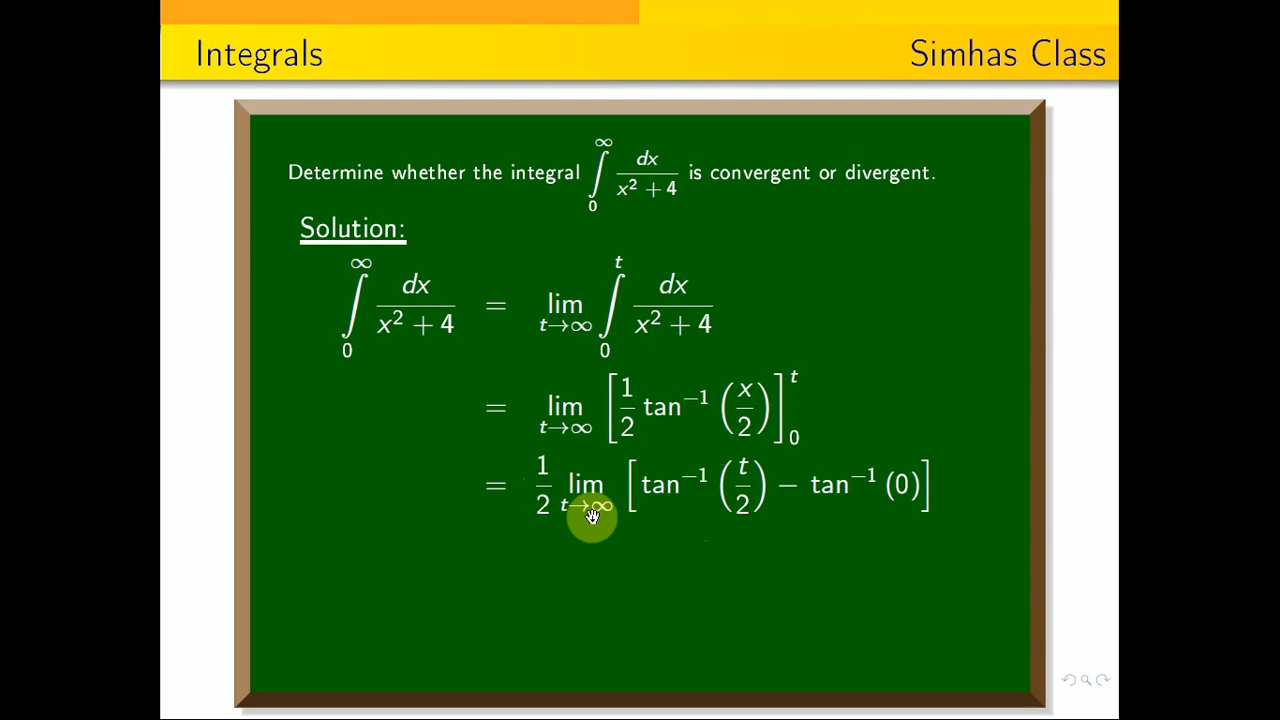 Integrals Simhas Class
Determine whether the integral ∫₀^∞ dx/(x² + 4) is convergent or divergent.
Solution:
∫₀^∞ dx/(x² + 4) = lim_{t→∞} ∫₀^t dx/(x² + 4)
= lim_{t→∞} [1/2 tan⁻¹ (x/2)]₀^t
= 1/2 lim_{t→∞} [tan⁻¹ (t/2) − tan⁻¹ (0)]